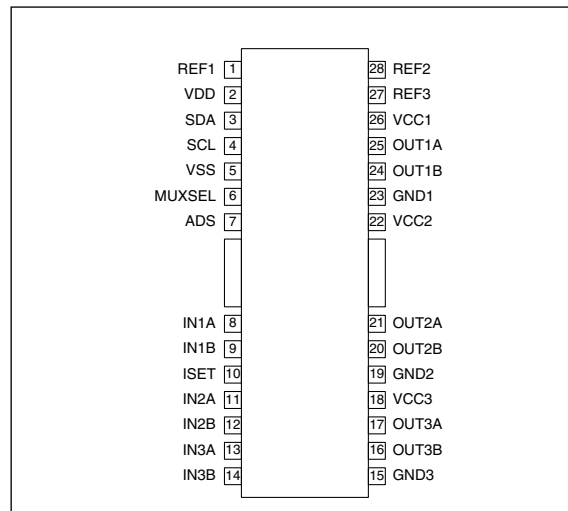 REF1 1 28 REF2
VDD 2 27 REF3
SDA 3 26 VCC1
SCL 4 25 OUT1A
VSS 5 24 OUT1B
MUXSEL 6 23 GND1
ADS 7 22 VCC2
IN1A 8 21 OUT2A
IN1B 9 20 OUT2B
ISET 10 19 GND2
IN2A 11 18 VCC3
IN2B 12 17 OUT3A
IN3A 13 16 OUT3B
IN3B 14 15 GND3